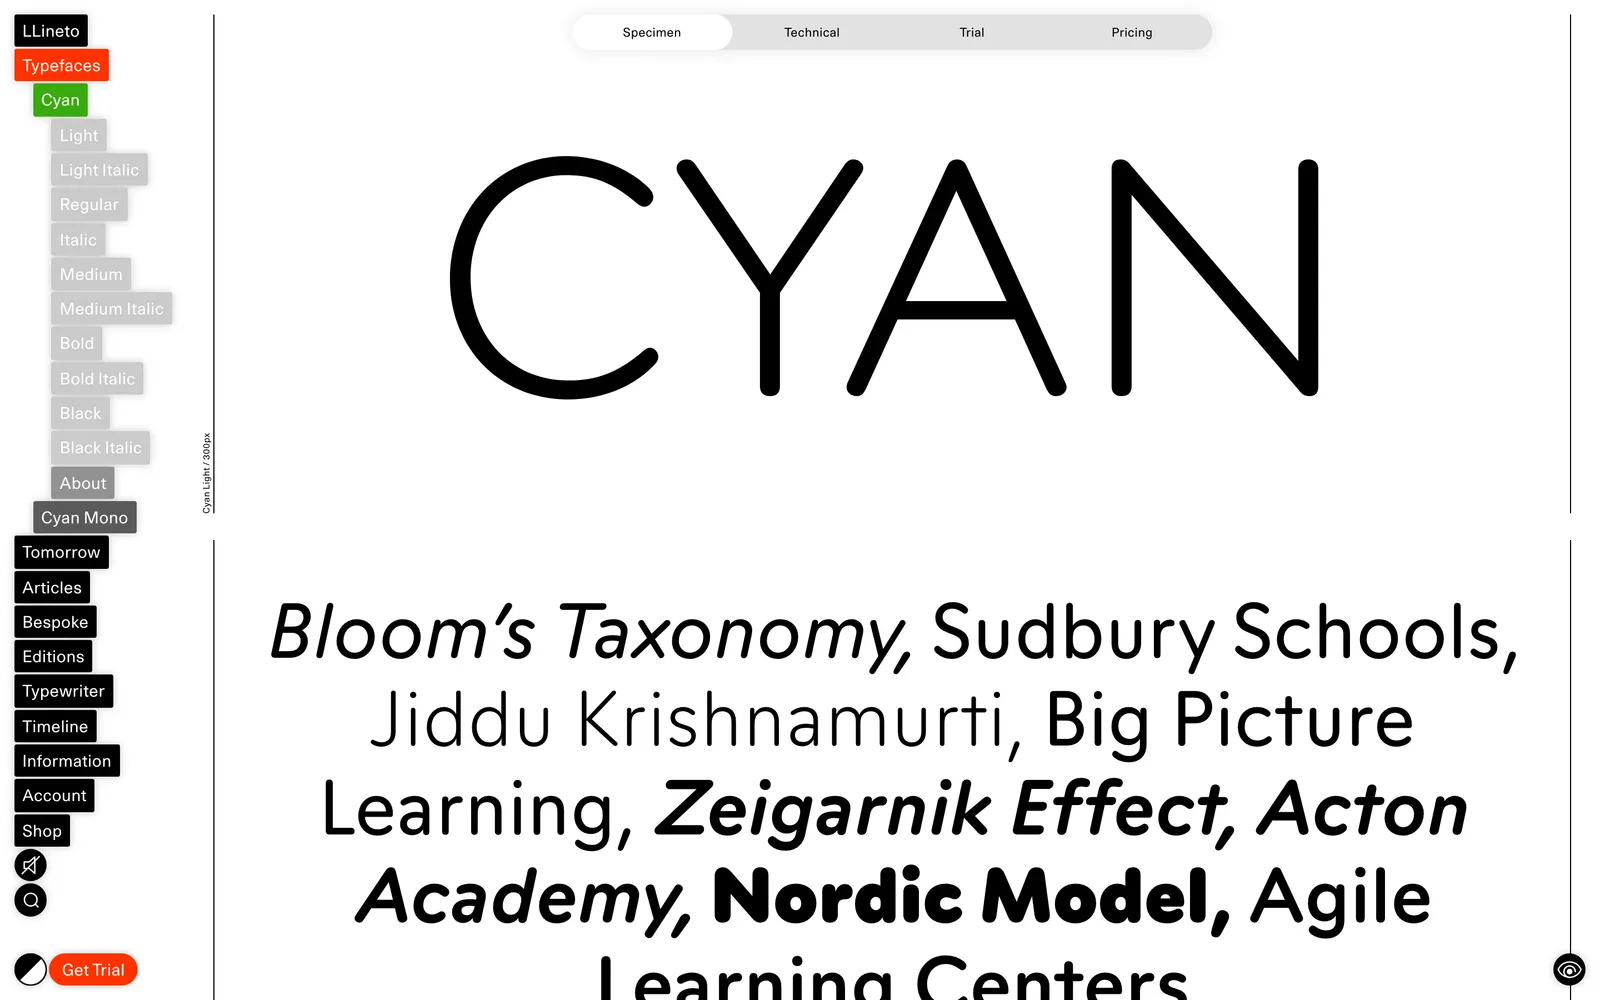 LLineto
Typefaces
Cyan
Light
Light Italic
Regular
Italic
Medium
Medium Italic
Bold
Bold Italic
Black
Black Italic
About
Cyan Mono
Tomorrow
Articles
Bespoke
Editions
Typewriter
Timeline
Information
Account
Shop
Get Trial
Specimen
Technical
Trial
Pricing
CYAN
Cyan Light / 300px
Bloom’s Taxonomy, Sudbury Schools,
Jiddu Krishnamurti, Big Picture
Learning, Zeigarnik Effect, Acton
Academy, Nordic Model, Agile
Learning Centers